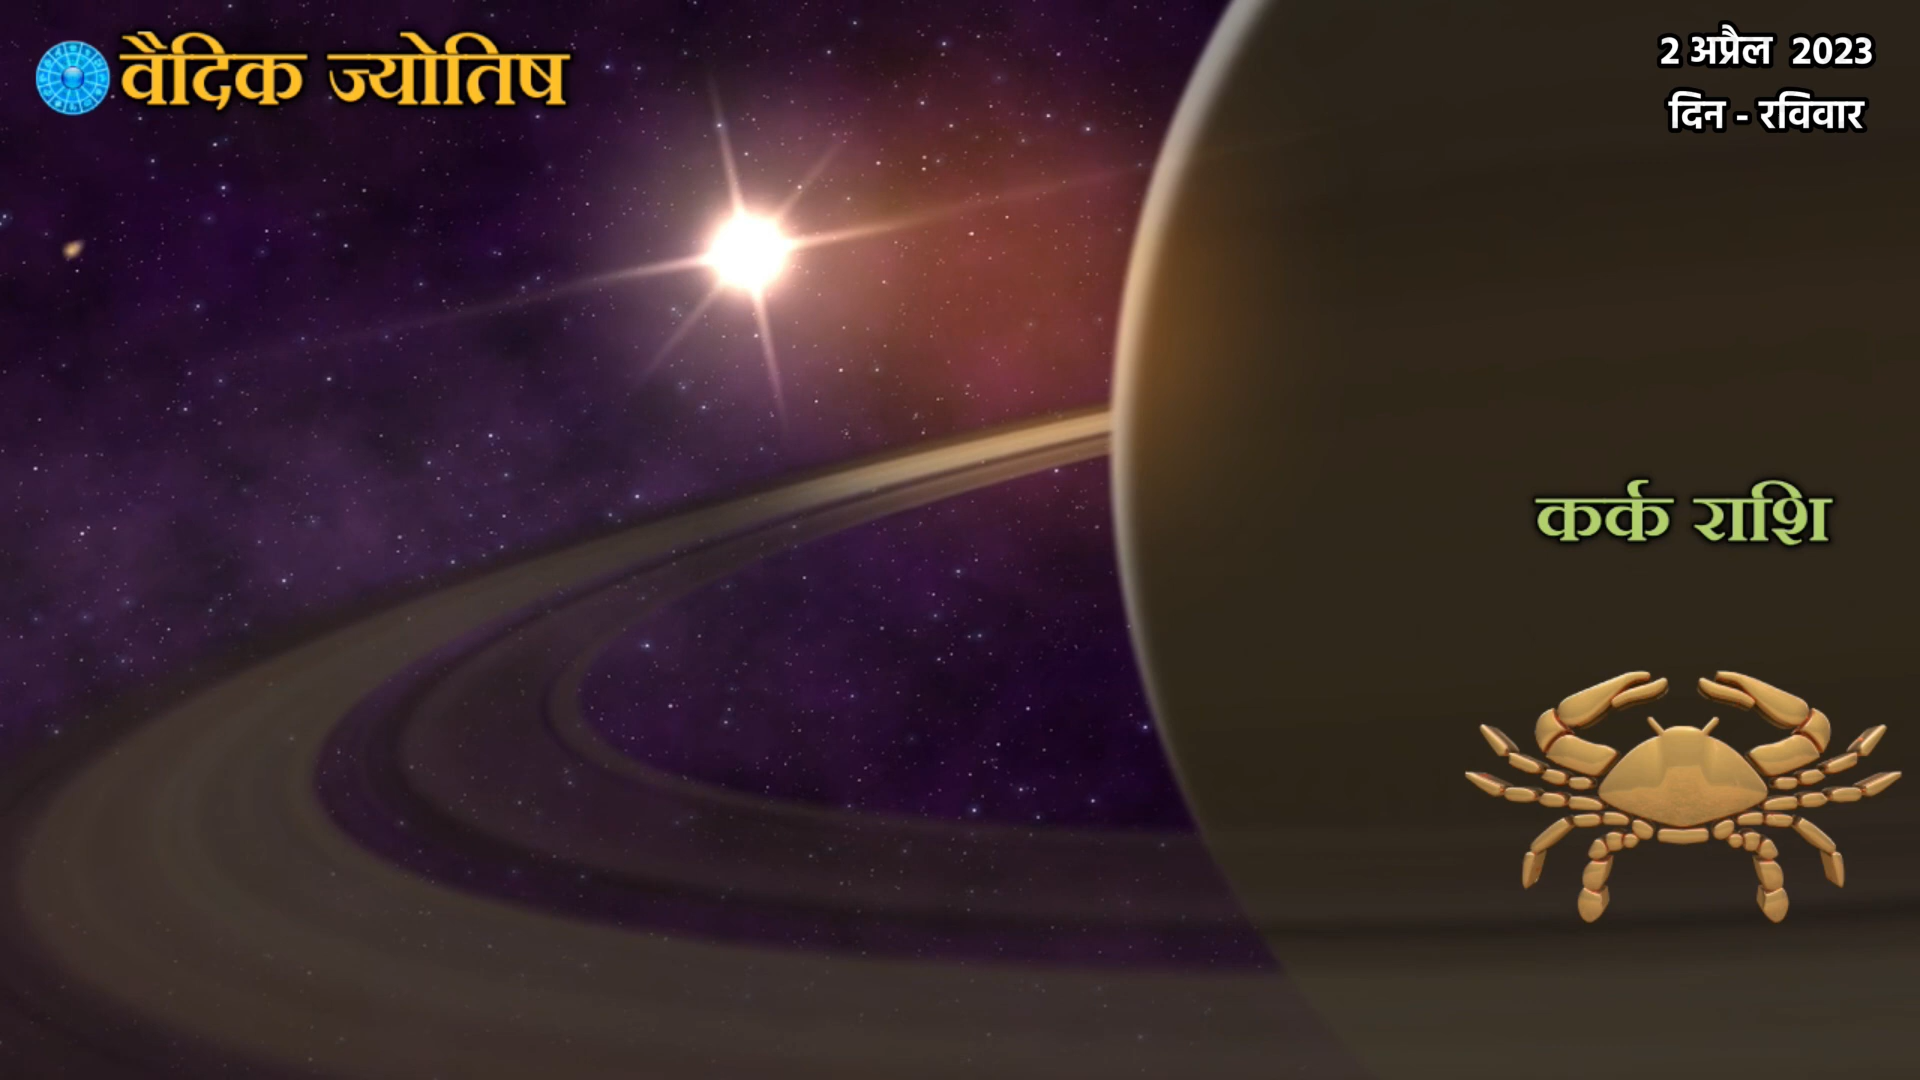 वैदिक ज्योतिष
2 अप्रैल 2023
दिन - रविवार
कर्क राशि